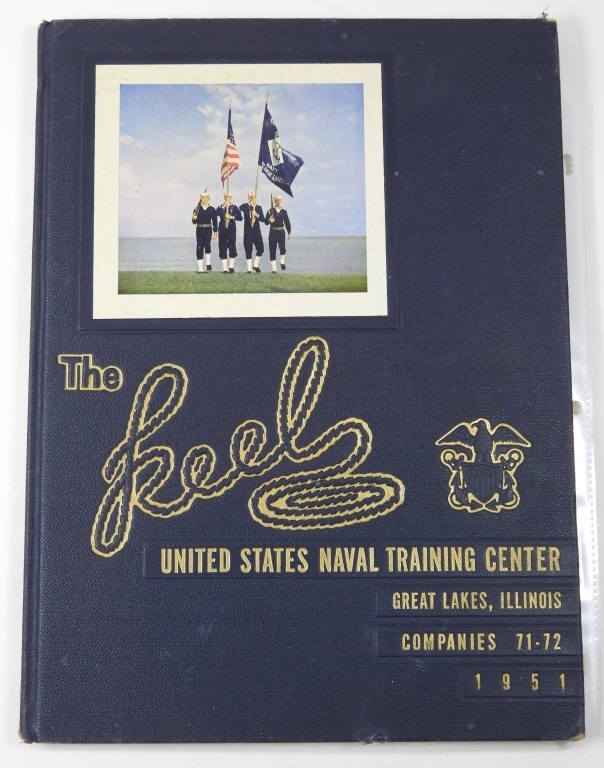 The
keel
UNITED STATES NAVAL TRAINING CENTER
GREAT LAKES, ILLINOIS
COMPANIES 71-72
1951